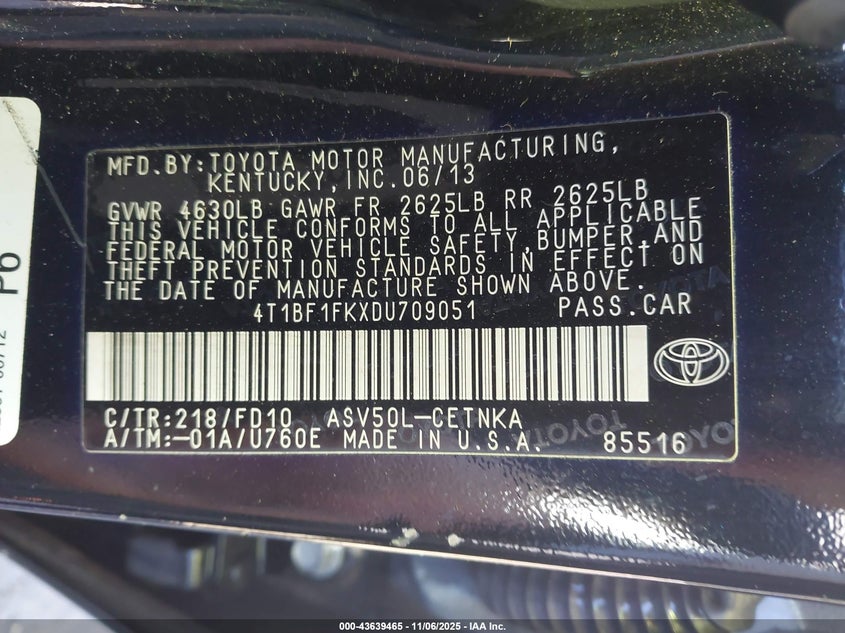 MFD.BY:TOYOTA MOTOR MANUFACTURING,
KENTUCKY,INC.06/13
GVWR 4630LB GAWR FR 2625LB RR 2625LB
THIS VEHICLE CONFORMS TO ALL APPLICABLE
FEDERAL MOTOR VEHICLE SAFETY,BUMPER,AND
THEFT PREVENTION STANDARDS IN EFFECT ON
THE DATE OF MANUFACTURE SHOWN ABOVE.
4T1BF1FKXDU709051 PASS.CAR
C/TR:218/FD10 ASV50L-CETNKA
A/TM:-01A/U760E MADE IN U.S.A. 85516
TOYOTA
P6
000-43639465 - 11/06/2025 - IAA Inc.